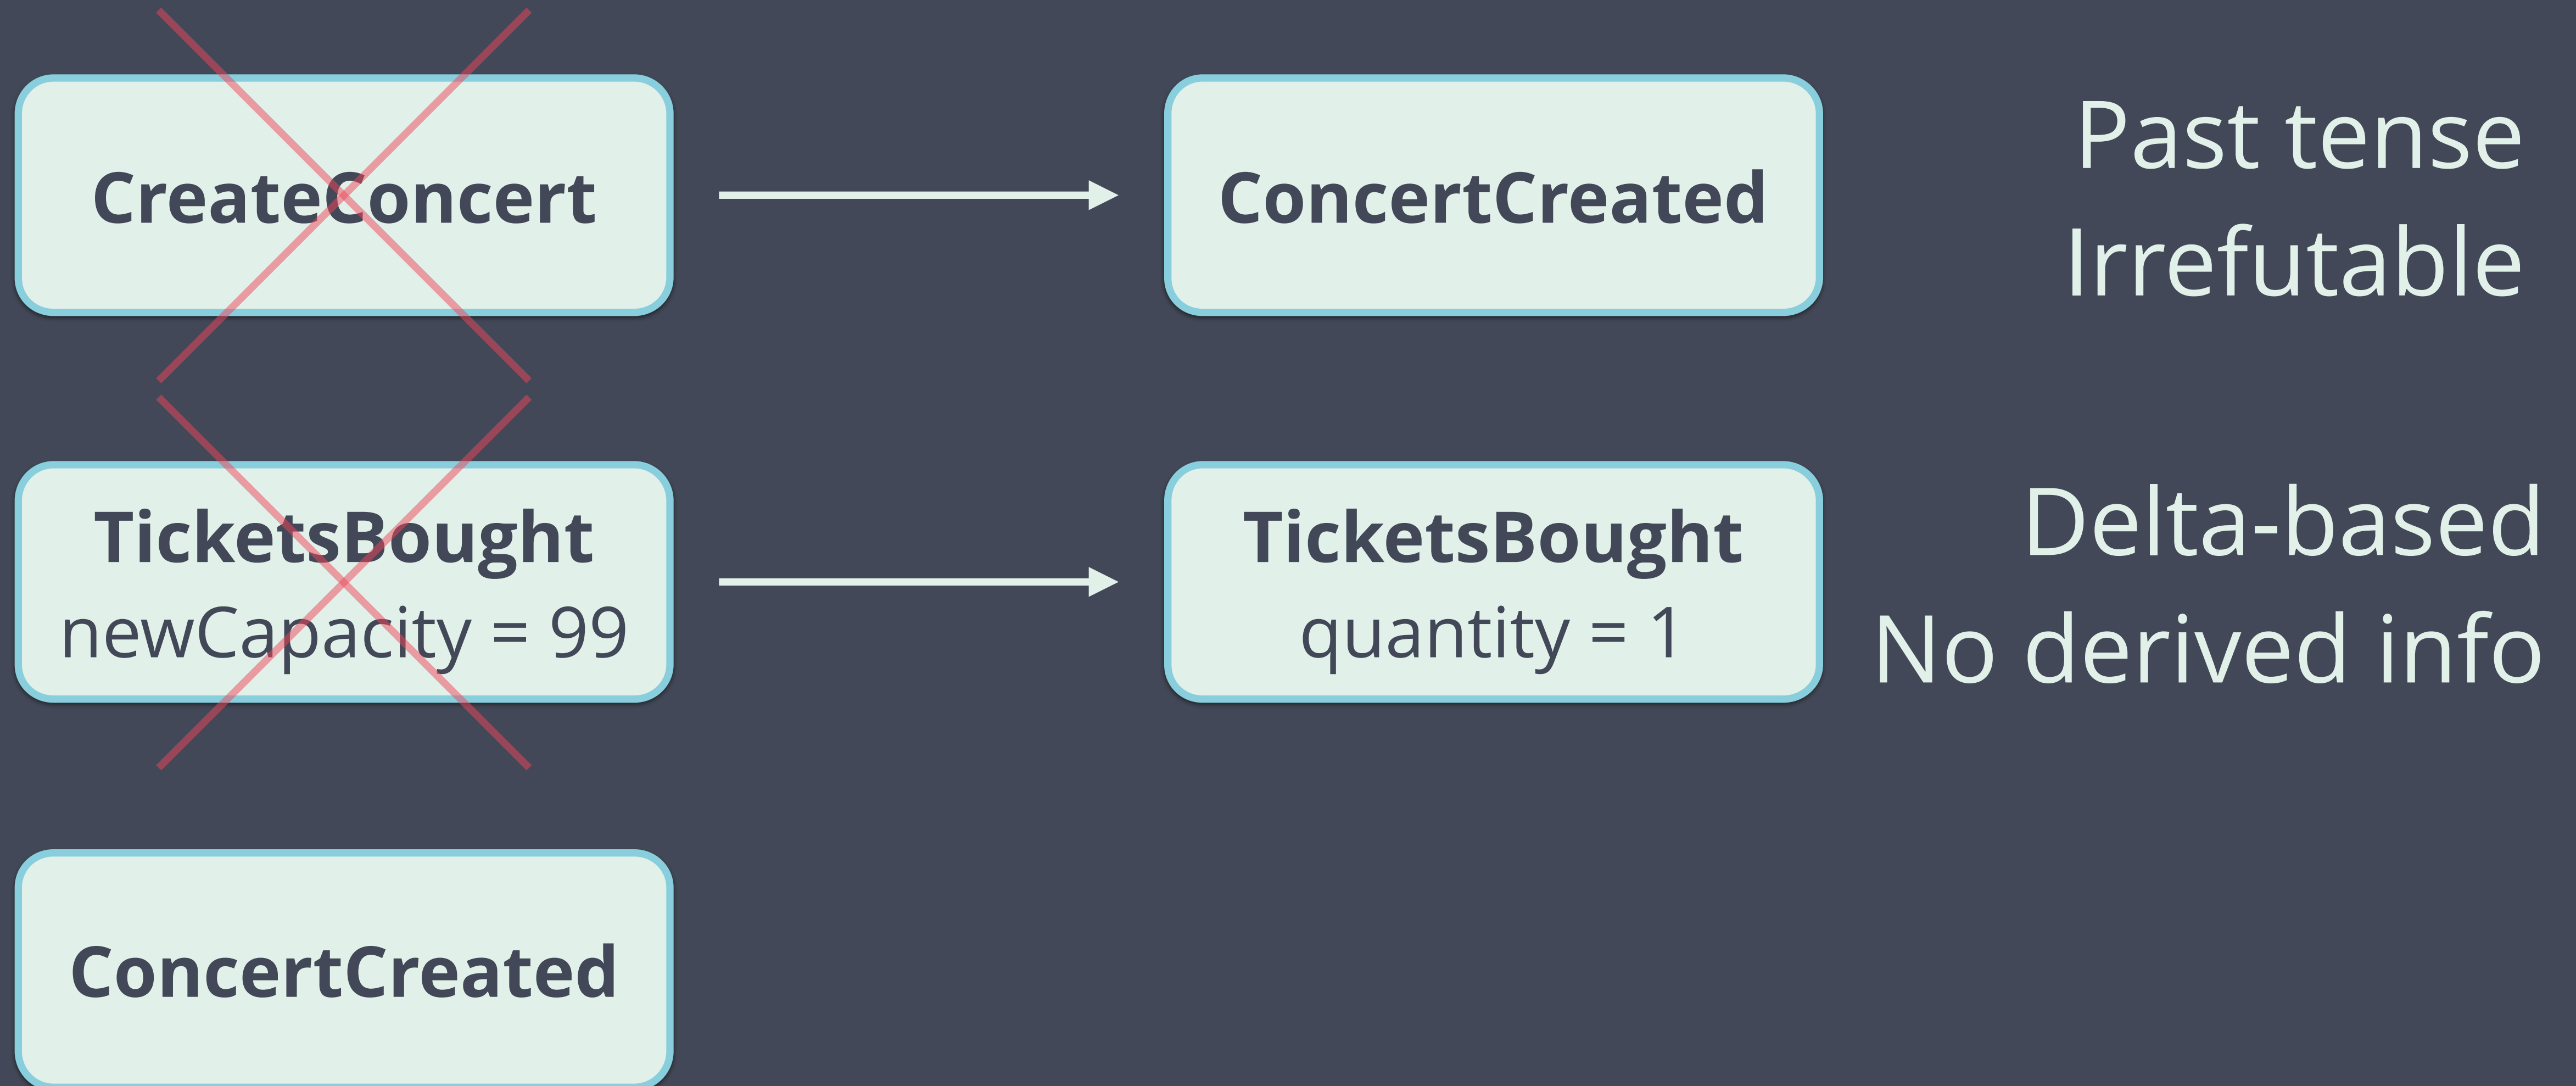 CreateConcert
ConcertCreated
Past tense
Irrefutable
TicketsBought
newCapacity = 99
TicketsBought
quantity = 1
Delta-based
No derived info
ConcertCreated